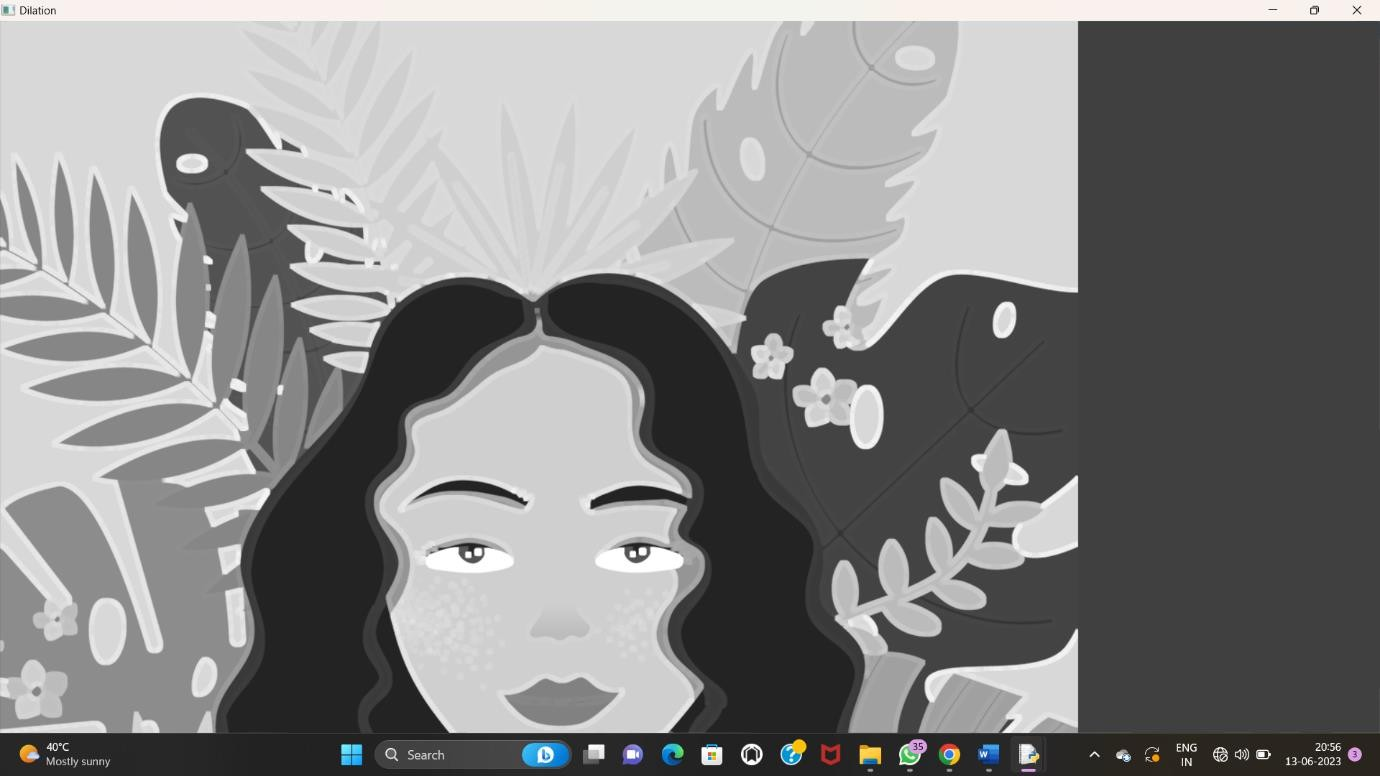 Dilation
40°C
Mostly sunny
Search
35
ENG
IN
20:56
13-06-2023
3